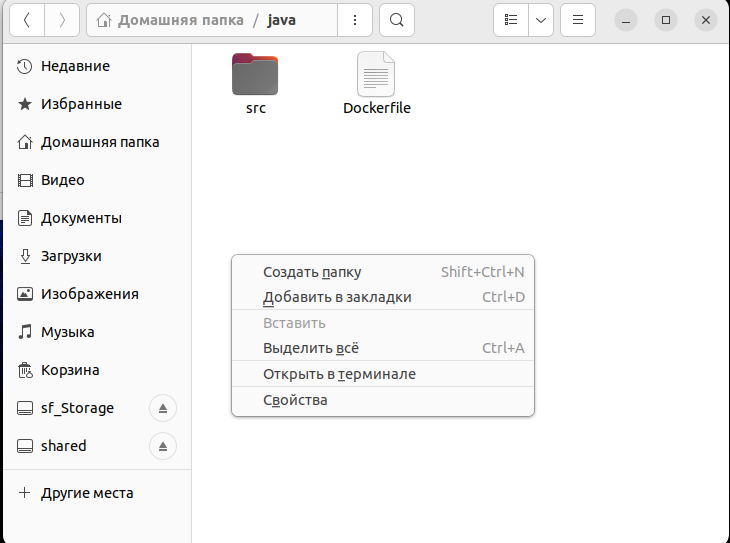 Домашняя папка / java
Недавние
Избранные
Домашняя папка
Видео
Документы
Загрузки
Изображения
Музыка
Корзина
sf_Storage
shared
Другие места
src
Dockerfile
Создать папку Shift+Ctrl+N
Добавить в закладки Ctrl+D
Вставить
Выделить всё Ctrl+A
Открыть в терминале
Свойства